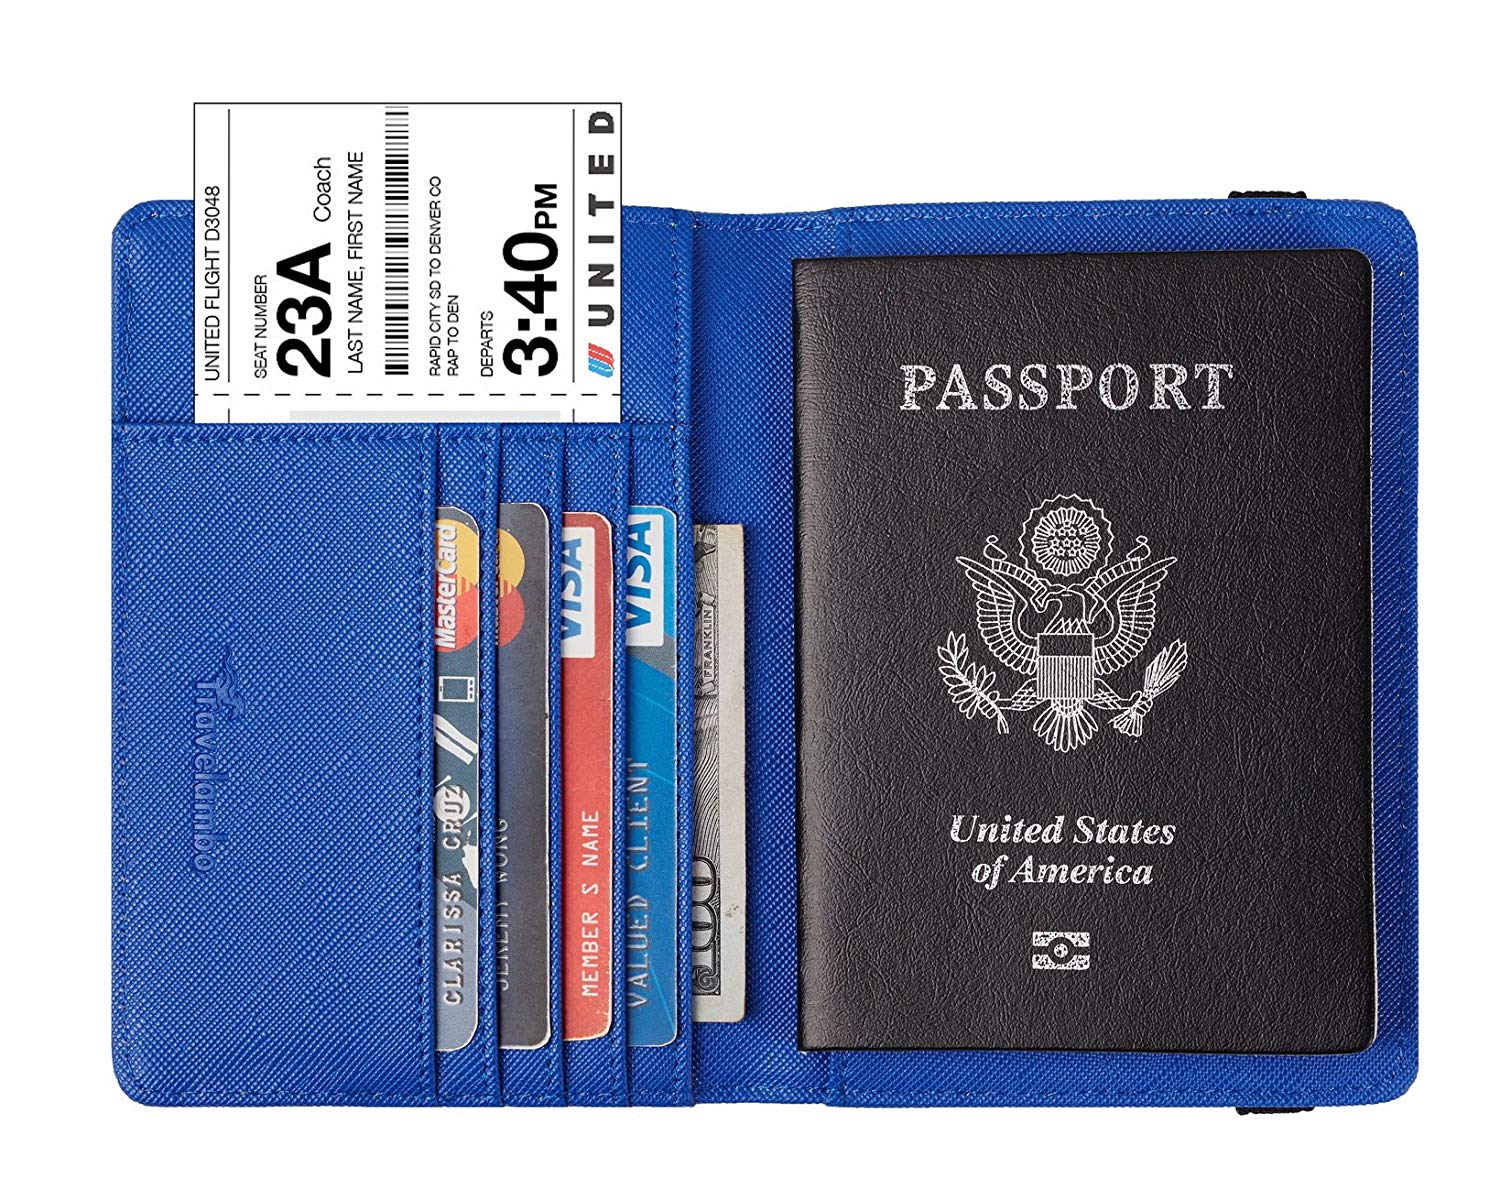 UNITED FLIGHT D3048
SEAT NUMBER
23A Coach
LAST NAME, FIRST NAME
RAPID CITY SD TO DENVER CO
RAP TO DEN
DEPARTS
3:40PM
UNITED
Travelambo
MasterCard
CLARISSA CRUZ
JEREMY WONG
VISA
MEMBER S NAME
VISA
VALUED CLIENT
FRANKLIN
100
PASSPORT
United States
of America